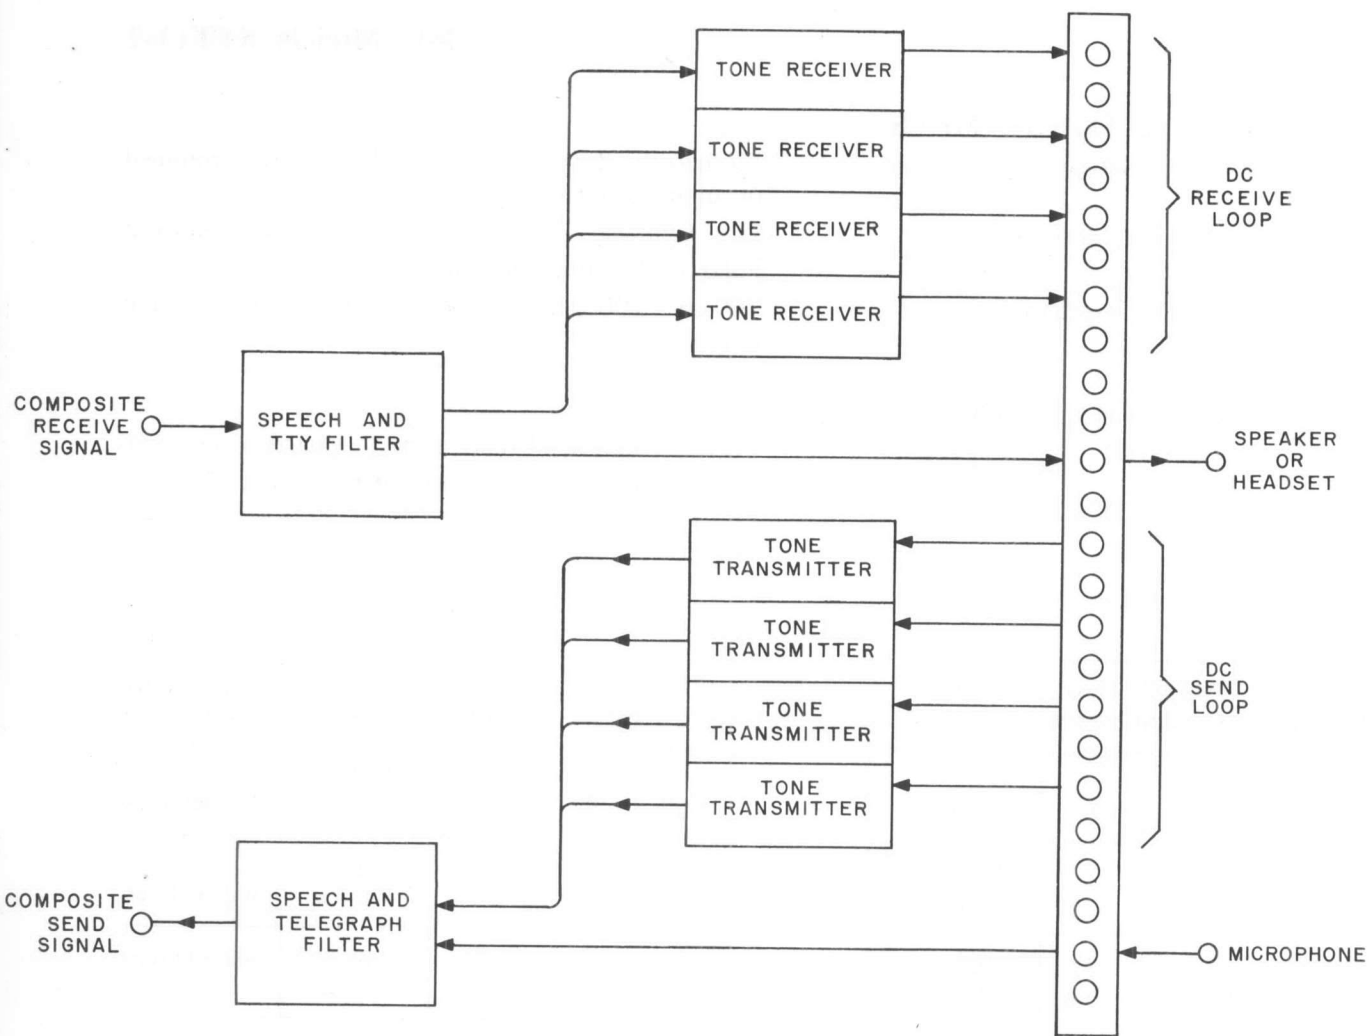 TONE RECEIVER
TONE RECEIVER
TONE RECEIVER
TONE RECEIVER
DC
RECEIVE
LOOP
COMPOSITE
RECEIVE
SIGNAL
SPEECH AND
TTY FILTER
SPEAKER
OR
HEADSET
TONE
TRANSMITTER
TONE
TRANSMITTER
TONE
TRANSMITTER
TONE
TRANSMITTER
DC
SEND
LOOP
COMPOSITE
SEND
SIGNAL
SPEECH AND
TELEGRAPH
FILTER
MICROPHONE